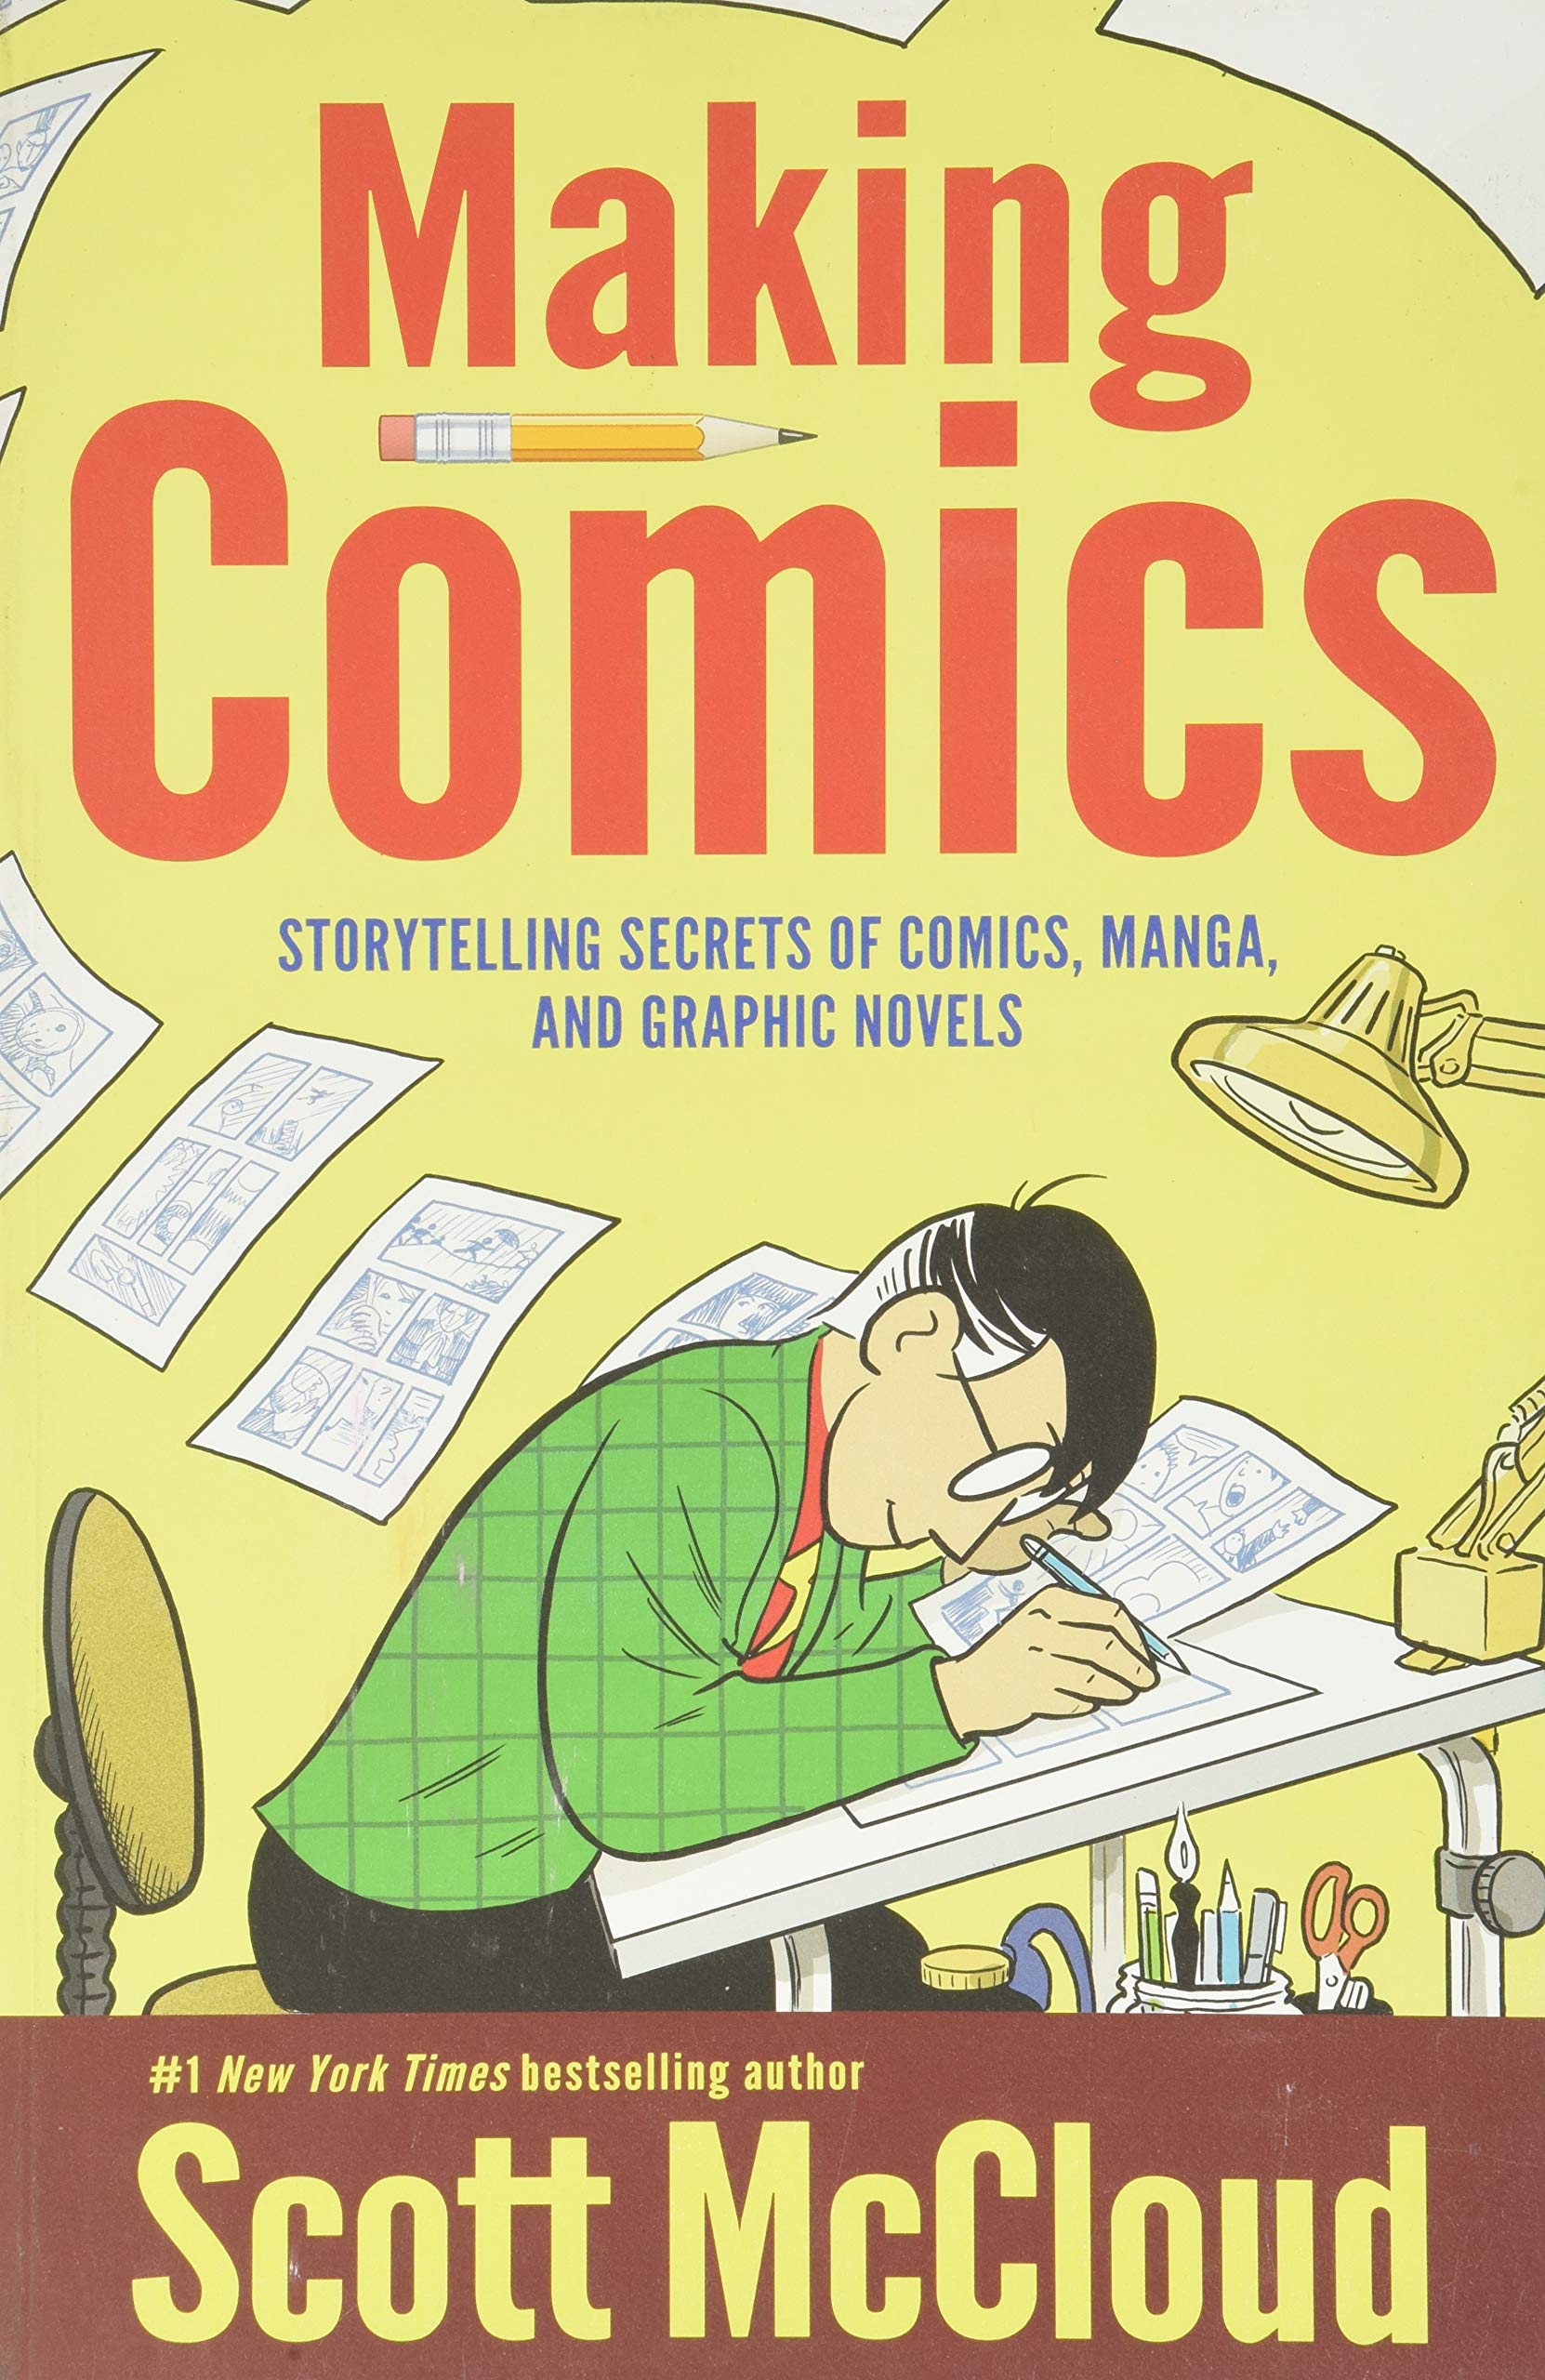 Making
Comics
STORYTELLING SECRETS OF COMICS, MANGA,
AND GRAPHIC NOVELS
#1 New York Times bestselling author
Scott McCloud